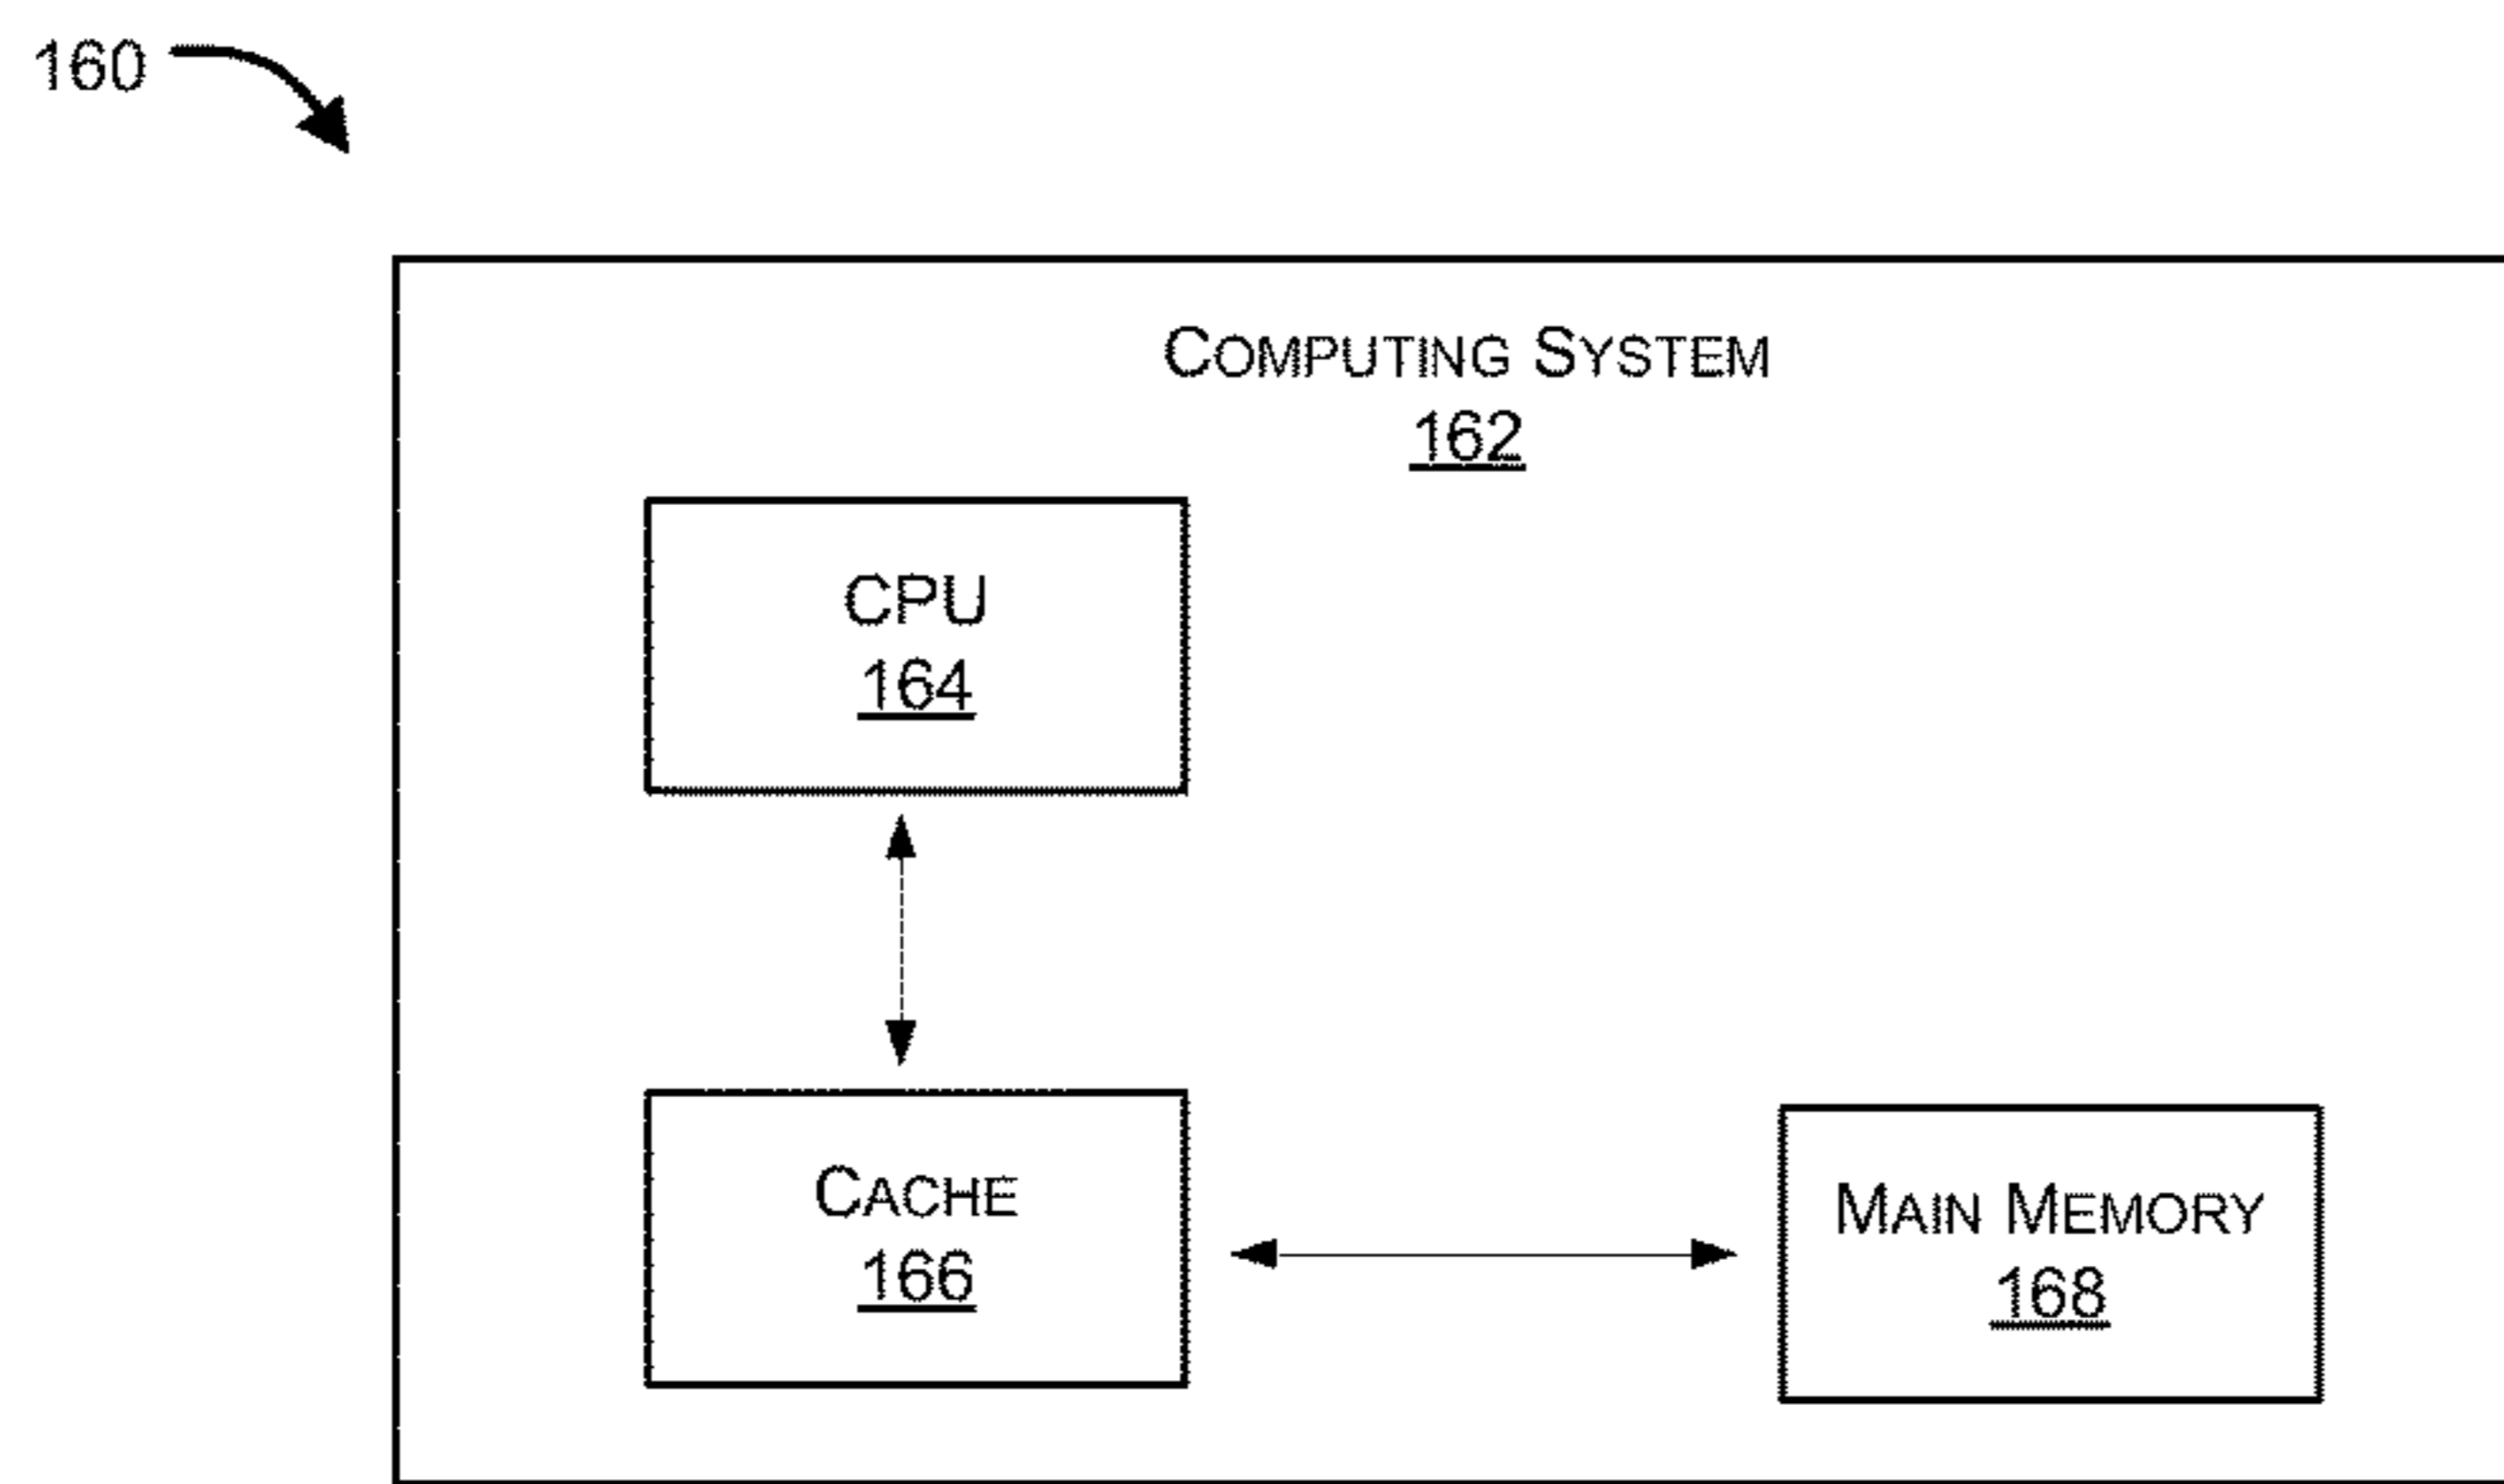 160
COMPUTING SYSTEM
162
CPU
164
CACHE
166
MAIN MEMORY
168